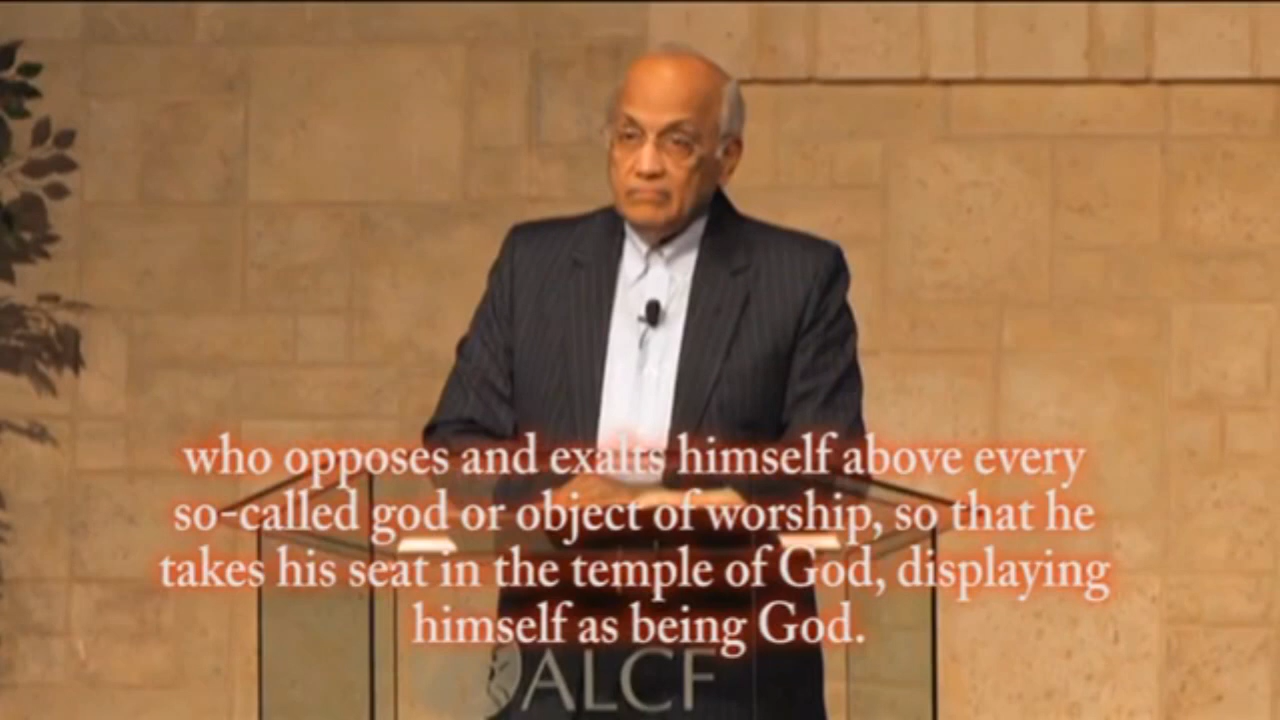 who opposes and exalts himself above every
so-called god or object of worship, so that he
takes his seat in the temple of God, displaying
himself as being God.
ALCF